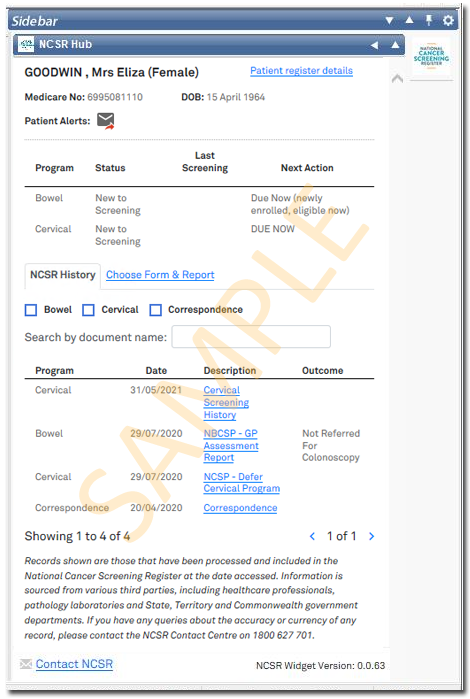 Sidebar
NCSR Hub
NATIONAL
CANCER
SCREENING
REGISTER
GOODWIN , Mrs Eliza (Female)
Patient register details
Medicare No: 6995081110 DOB: 15 April 1964
Patient Alerts:
Program Status Last Screening Next Action
Bowel New to Screening Due Now (newly enrolled, eligible now)
Cervical New to Screening DUE NOW
NCSR History Choose Form & Report
Bowel Cervical Correspondence
Search by document name:
Program Date Description Outcome
Cervical 31/05/2021 Cervical Screening History
Bowel 29/07/2020 NBCSP - GP Assessment Report Not Referred For Colonoscopy
Cervical 29/07/2020 NCSP - Defer Cervical Program
Correspondence 20/04/2020 Correspondence
Showing 1 to 4 of 4 < 1 of 1 >
Records shown are those that have been processed and included in the
National Cancer Screening Register at the date accessed. Information is
sourced from various third parties, including healthcare professionals,
pathology laboratories and State, Territory and Commonwealth government
departments. If you have any queries about the accuracy or currency of any
record, please contact the NCSR Contact Centre on 1800 627 701.
Contact NCSR NCSR Widget Version: 0.0.63
SAMPLE